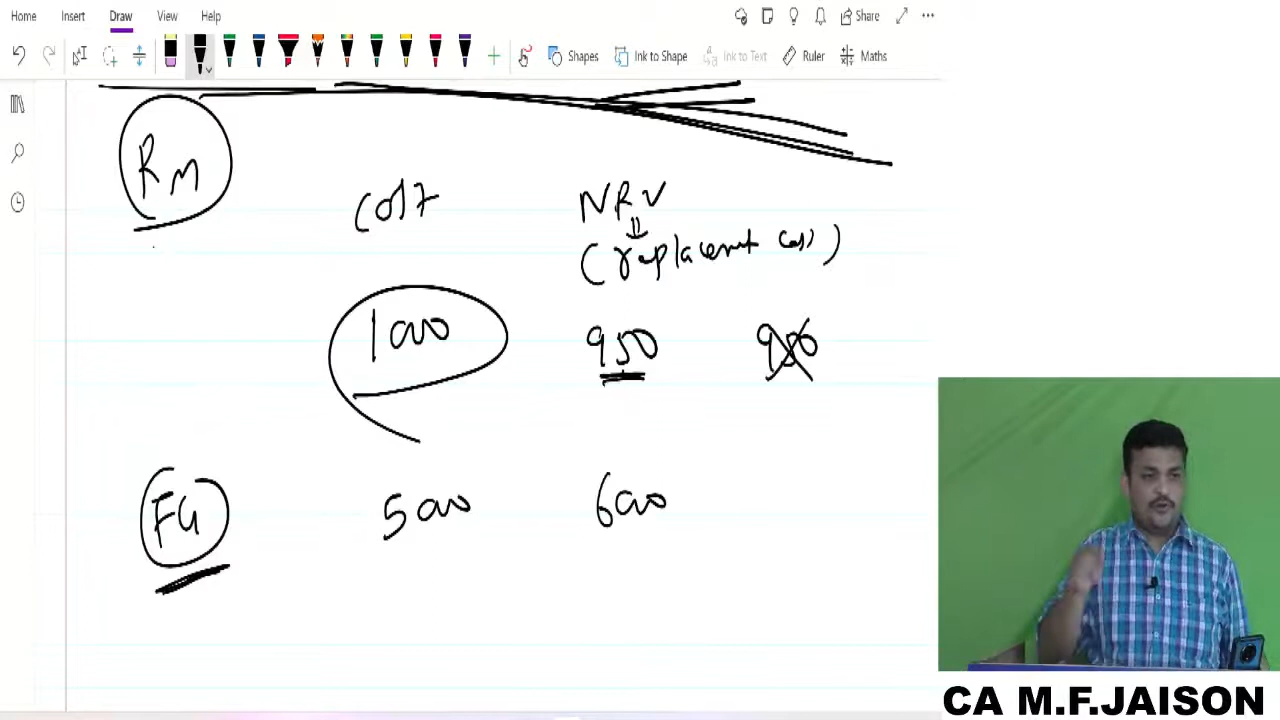 Home Insert Draw View Help Share
Shapes Ink to Shape Ink to Text Ruler Maths
RM
Cost NRV
(replacement cost)
1000 950 900
FG 5000 6000
CA M.F.JAISON